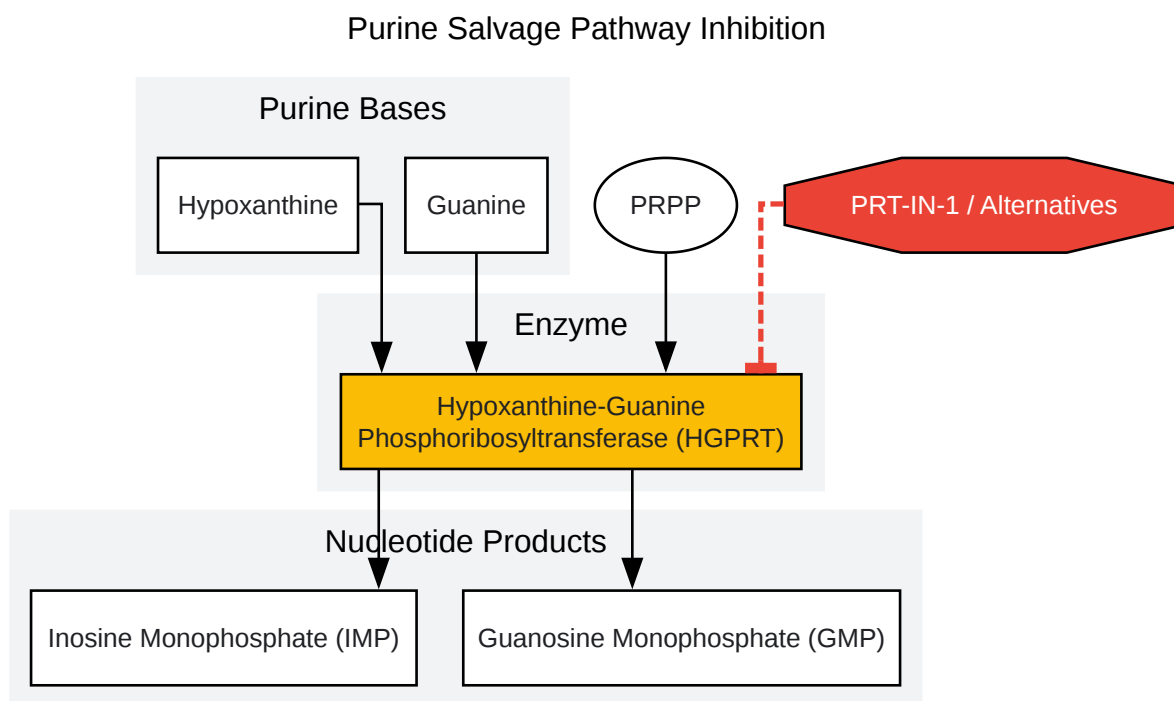 Purine Salvage Pathway Inhibition
Purine Bases
Hypoxanthine
Guanine
PRPP
PRT-IN-1 / Alternatives
Enzyme
Hypoxanthine-Guanine
Phosphoribosyltransferase (HGPRT)
Nucleotide Products
Inosine Monophosphate (IMP)
Guanosine Monophosphate (GMP)